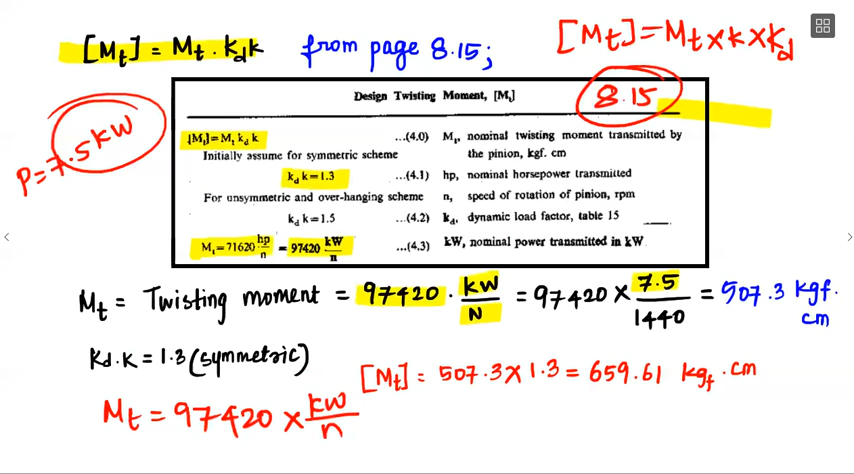 [Mt] = Mt . kd k from page 8.15;
[Mt] = Mt x k x Kd
Design Twisting Moment, [Mt]
8.15
P = 7.5 kW
[Mt]=Mt kd k ...(4.0) Mt, nominal twisting moment transmitted by
Initially assume for symmetric scheme the pinion, kgf. cm
kd k=1.3 ...(4.1) hp, nominal horsepower transmitted
For unsymmetric and over-hanging scheme n, speed of rotation of pinion, rpm
kd k=1.5 ...(4.2) kd, dynamic load factor, table 15
Mt=71620 hp/n = 97420 kW/n ...(4.3) kW, nominal power transmitted in kW
Mt = Twisting moment = 97420 . kW/N = 97420 x 7.5/1440 = 507.3 kgf. cm
Kd.K = 1.3 (symmetric)
[Mt] = 507.3 x 1.3 = 659.61 kgf . cm
Mt = 97420 x kw/n